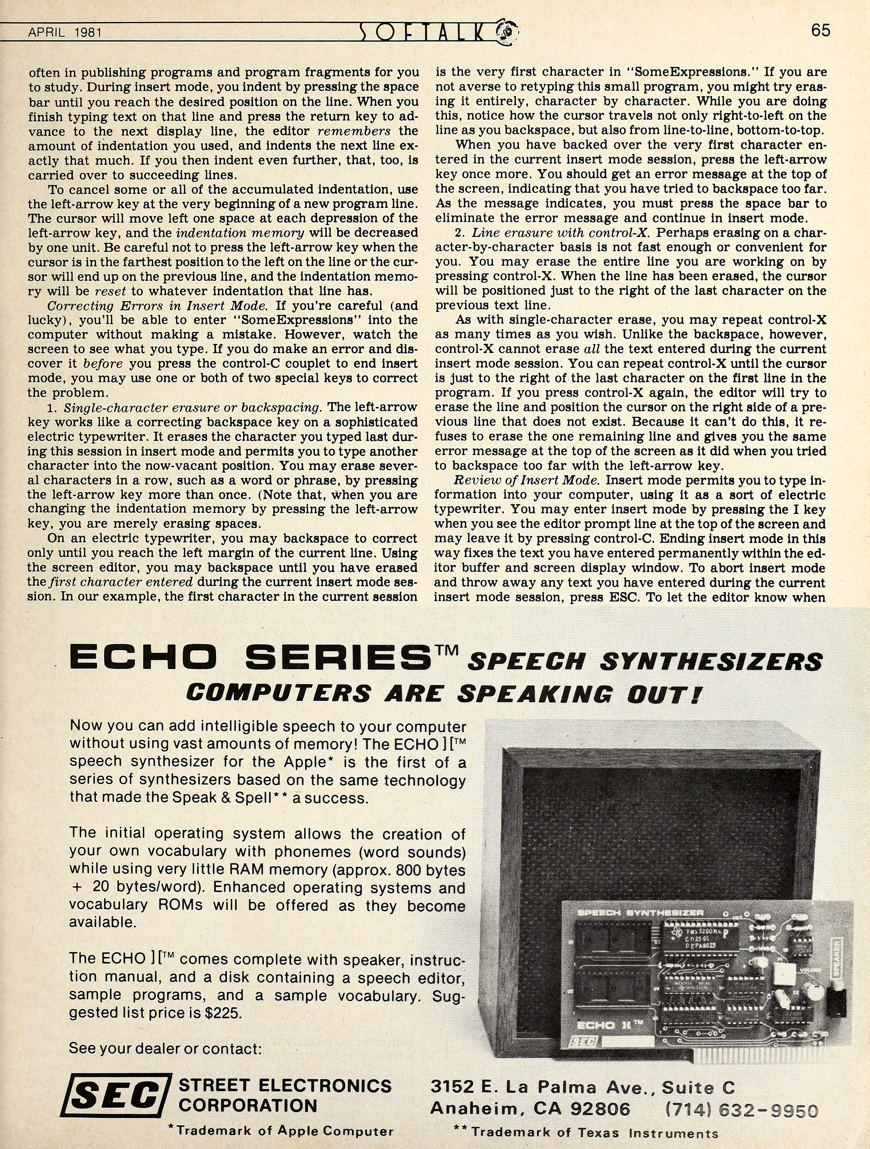 APRIL 1981
SOFTALK
65
often in publishing programs and program fragments for you
to study. During insert mode, you indent by pressing the space
bar until you reach the desired position on the line. When you
finish typing text on that line and press the return key to ad-
vance to the next display line, the editor remembers the
amount of indentation you used, and indents the next line ex-
actly that much. If you then indent even further, that, too, is
carried over to succeeding lines.
To cancel some or all of the accumulated indentation, use
the left-arrow key at the very beginning of a new program line.
The cursor will move left one space at each depression of the
left-arrow key, and the indentation memory will be decreased
by one unit. Be careful not to press the left-arrow key when the
cursor is in the farthest position to the left on the line or the cur-
sor will end up on the previous line, and the indentation memo-
ry will be reset to whatever indentation that line has.
Correcting Errors in Insert Mode. If you're careful (and
lucky), you'll be able to enter "SomeExpressions" into the
computer without making a mistake. However, watch the
screen to see what you type. If you do make an error and dis-
cover it before you press the control-C couplet to end insert
mode, you may use one or both of two special keys to correct
the problem.
1. Single-character erasure or backspacing. The left-arrow
key works like a correcting backspace key on a sophisticated
electric typewriter. It erases the character you typed last dur-
ing this session in insert mode and permits you to type another
character into the now-vacant position. You may erase sever-
al characters in a row, such as a word or phrase, by pressing
the left-arrow key more than once. (Note that, when you are
changing the indentation memory by pressing the left-arrow
key, you are merely erasing spaces.
On an electric typewriter, you may backspace to correct
only until you reach the left margin of the current line. Using
the screen editor, you may backspace until you have erased
the first character entered during the current insert mode ses-
sion. In our example, the first character in the current session
is the very first character in "SomeExpressions." If you are
not averse to retyping this small program, you might try eras-
ing it entirely, character by character. While you are doing
this, notice how the cursor travels not only right-to-left on the
line as you backspace, but also from line-to-line, bottom-to-top.
When you have backed over the very first character en-
tered in the current insert mode session, press the left-arrow
key once more. You should get an error message at the top of
the screen, indicating that you have tried to backspace too far.
As the message indicates, you must press the space bar to
eliminate the error message and continue in insert mode.
2. Line erasure with control-X. Perhaps erasing on a char-
acter-by-character basis is not fast enough or convenient for
you. You may erase the entire line you are working on by
pressing control-X. When the line has been erased, the cursor
will be positioned just to the right of the last character on the
previous text line.
As with single-character erase, you may repeat control-X
as many times as you wish. Unlike the backspace, however,
control-X cannot erase all the text entered during the current
insert mode session. You can repeat control-X until the cursor
is just to the right of the last character on the first line in the
program. If you press control-X again, the editor will try to
erase the line and position the cursor on the right side of a pre-
vious line that does not exist. Because it can't do this, it re-
fuses to erase the one remaining line and gives you the same
error message at the top of the screen as it did when you tried
to backspace too far with the left-arrow key.
Review of Insert Mode. Insert mode permits you to type in-
formation into your computer, using it as a sort of electric
typewriter. You may enter insert mode by pressing the I key
when you see the editor prompt line at the top of the screen and
may leave it by pressing control-C. Ending insert mode in this
way fixes the text you have entered permanently within the ed-
itor buffer and screen display window. To abort insert mode
and throw away any text you have entered during the current
insert mode session, press ESC. To let the editor know when
ECHO SERIES™ SPEECH SYNTHESIZERS
COMPUTERS ARE SPEAKING OUT!
Now you can add intelligible speech to your computer
without using vast amounts of memory! The ECHO ][™
speech synthesizer for the Apple* is the first of a
series of synthesizers based on the same technology
that made the Speak & Spell** a success.
The initial operating system allows the creation of
your own vocabulary with phonemes (word sounds)
while using very little RAM memory (approx. 800 bytes
+ 20 bytes/word). Enhanced operating systems and
vocabulary ROMs will be offered as they become
available.
The ECHO ][™ comes complete with speaker, instruc-
tion manual, and a disk containing a speech editor,
sample programs, and a sample vocabulary. Sug-
gested list price is $225.
See your dealer or contact:
SPEECH SYNTHESIZER
VOLUME
SPEAKER
ECHO ][™
SEC
SEC
STREET ELECTRONICS
CORPORATION
3152 E. La Palma Ave., Suite C
Anaheim, CA 92806 (714) 632-9950
*Trademark of Apple Computer
**Trademark of Texas Instruments